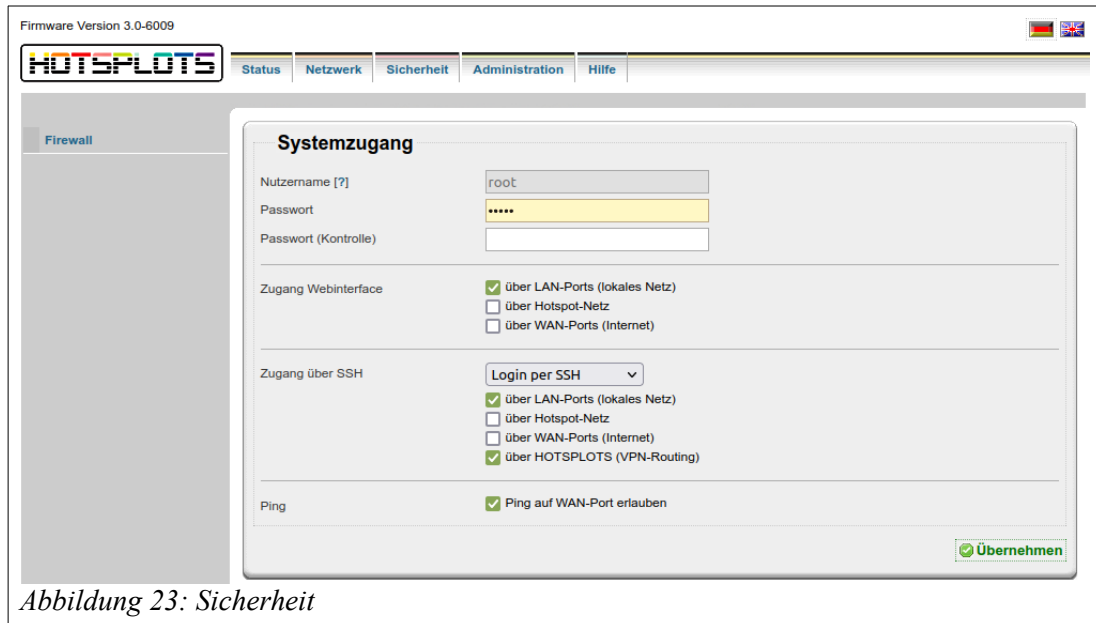 Firmware Version 3.0-6009
HOTSPLOTS
Status Netzwerk Sicherheit Administration Hilfe
Firewall
Systemzugang
Nutzername [?] root
Passwort •••••
Passwort (Kontrolle)
Zugang Webinterface über LAN-Ports (lokales Netz)
über Hotspot-Netz
über WAN-Ports (Internet)
Zugang über SSH Login per SSH
über LAN-Ports (lokales Netz)
über Hotspot-Netz
über WAN-Ports (Internet)
über HOTSPLOTS (VPN-Routing)
Ping Ping auf WAN-Port erlauben
Übernehmen
Abbildung 23: Sicherheit